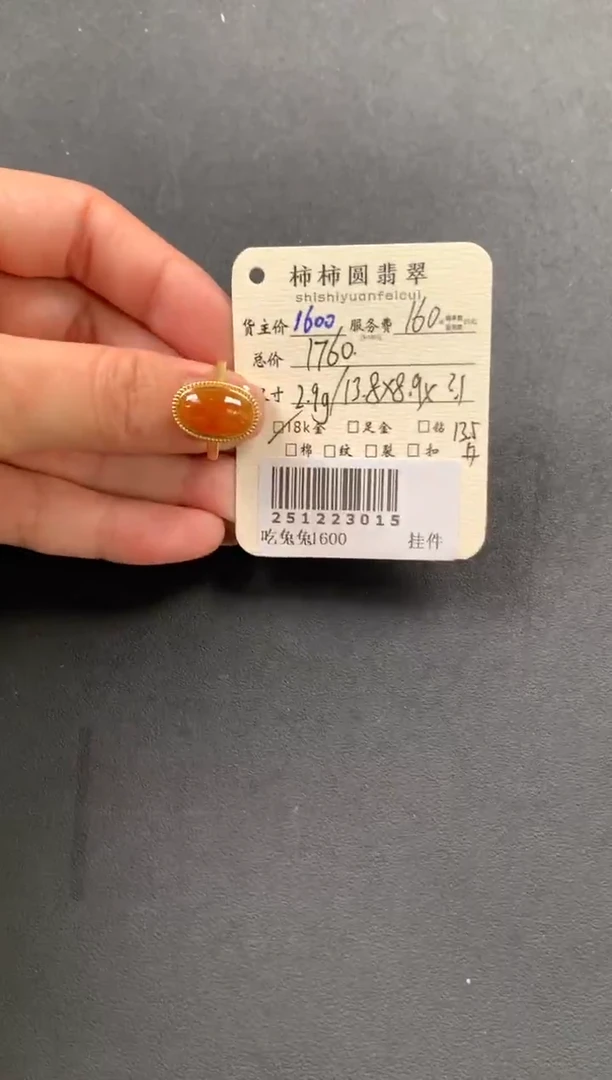 柿柿圆翡翠
shishiyuanfeicui
货主价 1600 服务费 160
总价 1760.
寸 2.9g/13.8x8.9x
18k金 足金 钻 13.5
棉 纹 裂 扣
251223015
吃兔兔1600 挂件